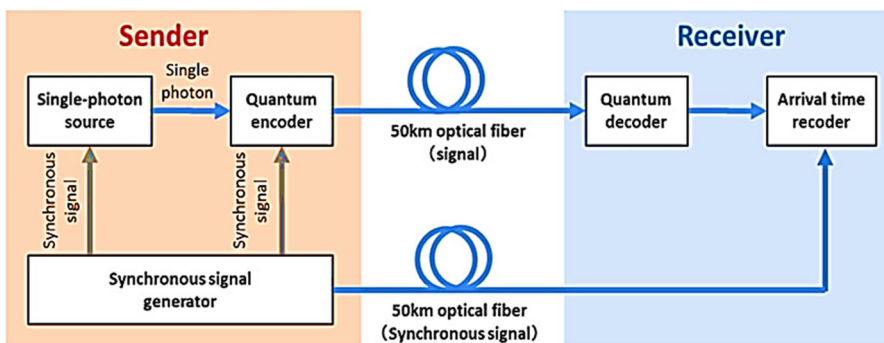 Sender
Receiver
Single-photon
source
Single
photon
Quantum
encoder
50km optical fiber
(signal)
Quantum
decoder
Arrival time
recoder
Synchronous
signal
Synchronous
signal
Synchronous signal
generator
50km optical fiber
(Synchronous signal)